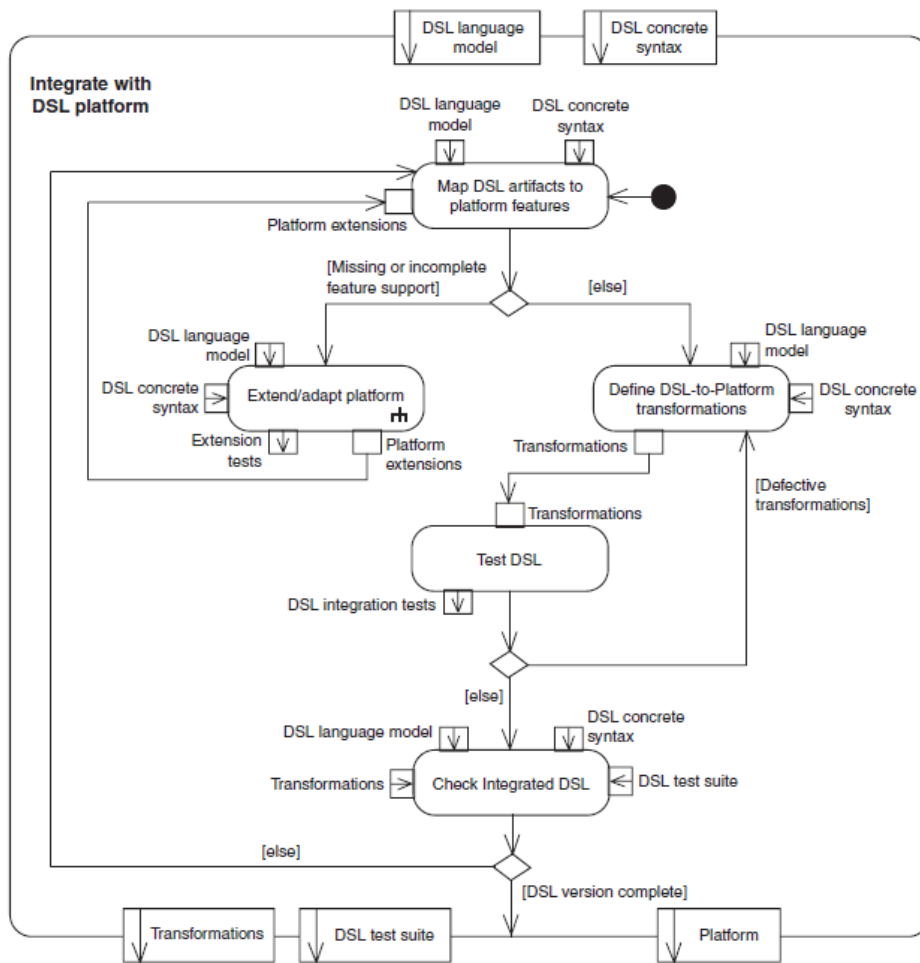 DSL language
model
DSL concrete
syntax
Integrate with
DSL platform
DSL language
model
DSL concrete
syntax
Map DSL artifacts to
platform features
Platform extensions
[Missing or incomplete
feature support]
[else]
DSL language
model
DSL language
model
DSL concrete
syntax
Extend/adapt platform
Define DSL-to-Platform
transformations
DSL concrete
syntax
Extension
tests
Platform
extensions
Transformations
[Defective
transformations]
Transformations
Test DSL
DSL integration tests
[else]
DSL language model
DSL concrete
syntax
Transformations
Check Integrated DSL
DSL test suite
[else]
[DSL version complete]
Transformations
DSL test suite
Platform